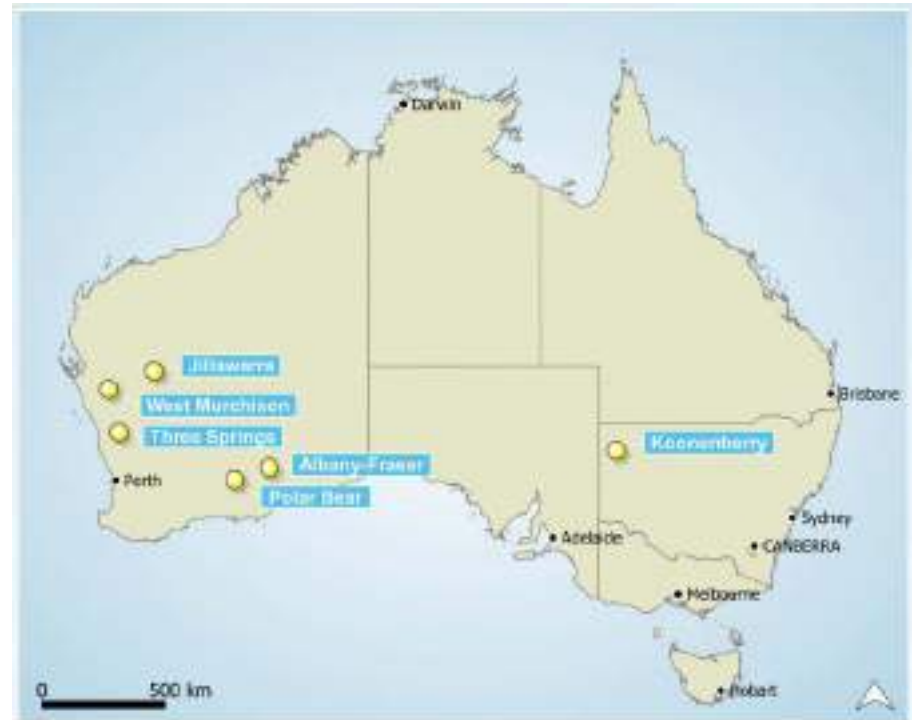 Darwin
Jillawarra
West Murchison
Brisbane
Three Springs
Koonenberry
Albany-Fraser
Perth
Polar Bear
Sydney
Adelaide
CANBERRA
Melbourne
0 500 km
Hobart